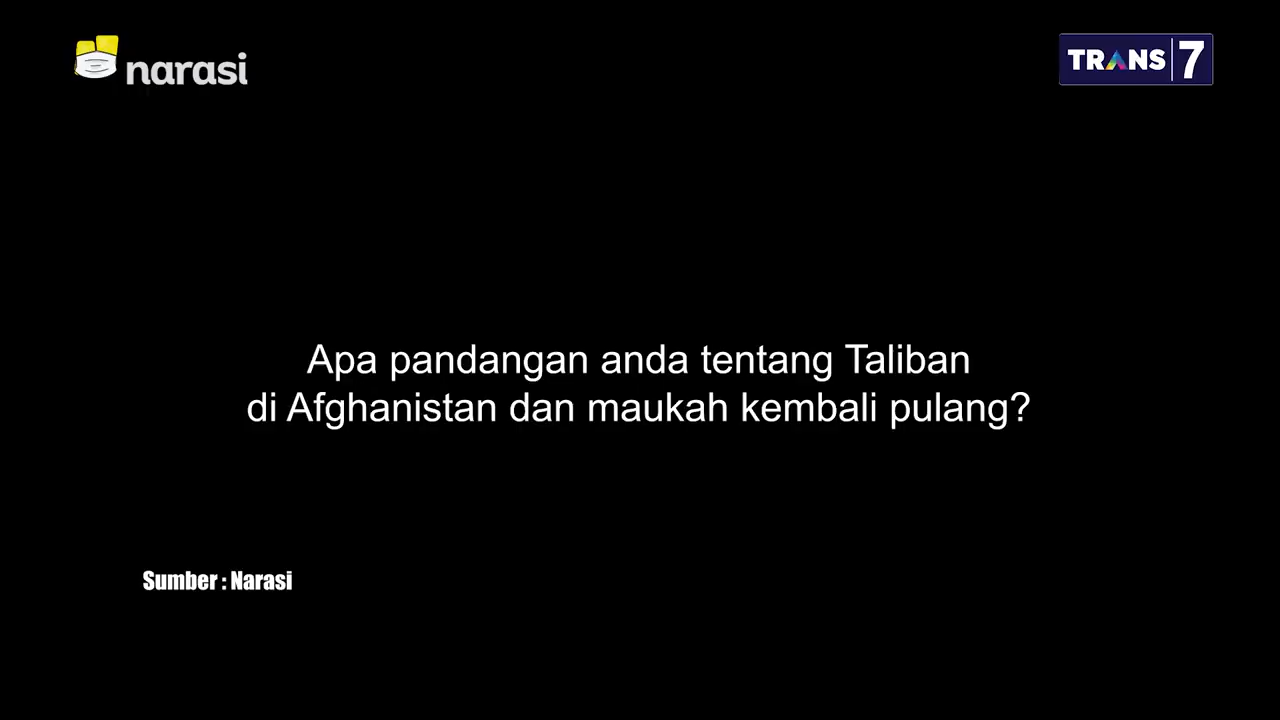 narasi
TRANS 7
Apa pandangan anda tentang Taliban
di Afghanistan dan maukah kembali pulang?
Sumber : Narasi